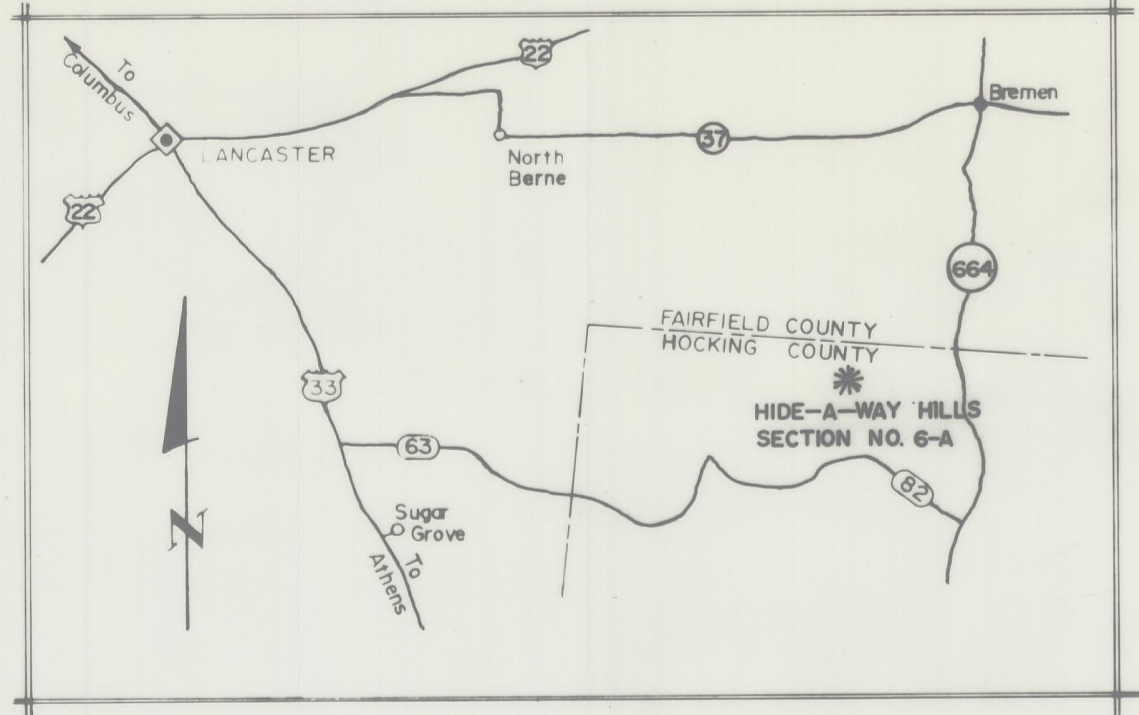 To
Columbus
22
Bremen
LANCASTER
37
North
Berne
22
664
FAIRFIELD COUNTY
HOCKING COUNTY
33
HIDE-A-WAY HILLS
SECTION NO. 6-A
63
82
Sugar
Grove
To
Athens
N